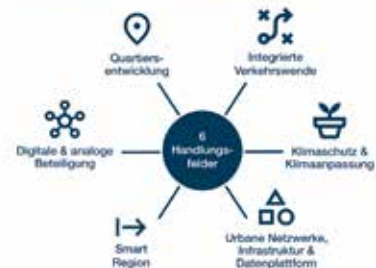 Quartiers-
entwicklung
Integrierte
Verkehrswende
6
Handlungs-
felder
Digitale & analoge
Beteiligung
Klimaschutz &
Klimaanpassung
Smart
Region
Urbane Netzwerke,
Infrastruktur &
Datenplattform